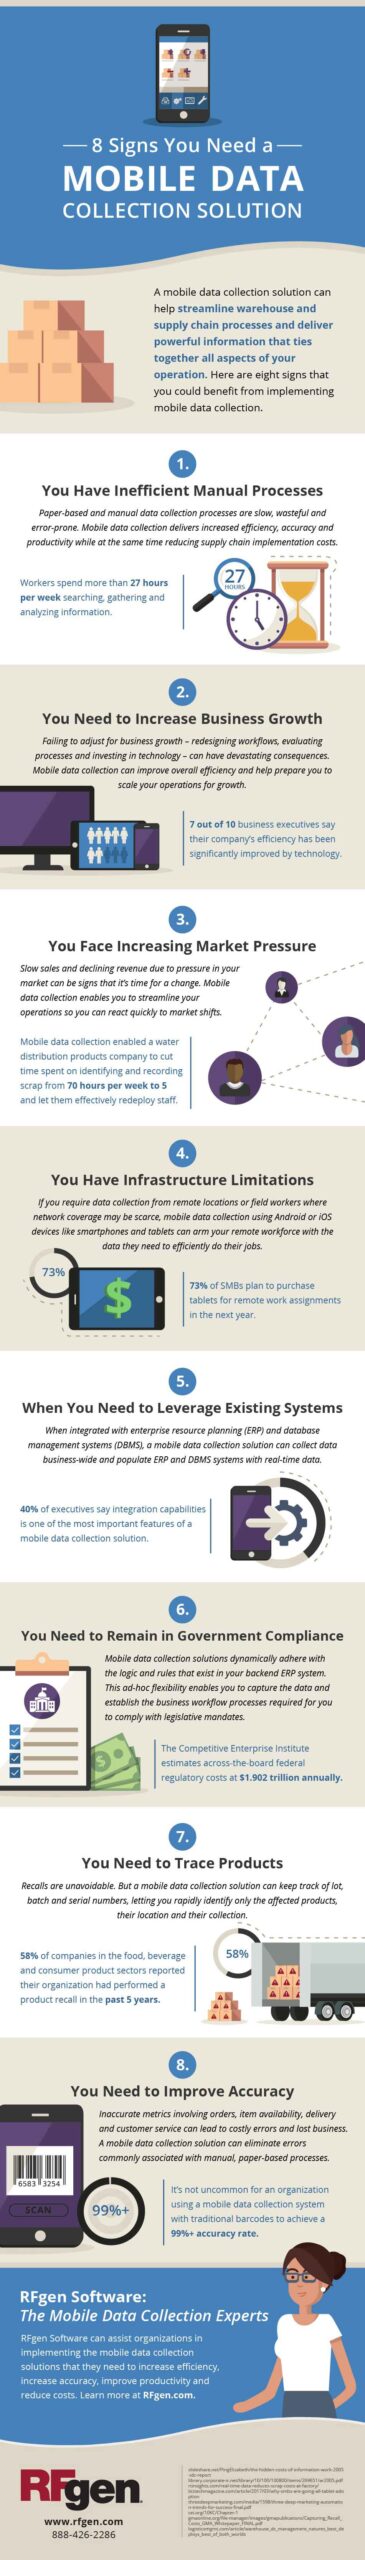 8 Signs You Need a
MOBILE DATA
COLLECTION SOLUTION
A mobile data collection solution can
help streamline warehouse and
supply chain processes and deliver
powerful information that ties
together all aspects of your
operation. Here are eight signs that
you could benefit from implementing
mobile data collection.
1.
You Have Inefficient Manual Processes
Paper-based and manual data collection processes are slow, wasteful and
error-prone. Mobile data collection delivers increased efficiency, accuracy and
productivity while at the same time reducing supply chain implementation costs.
Workers spend more than 27 hours
per week searching, gathering and
analyzing information.
27
HOURS
2.
You Need to Increase Business Growth
Failing to adjust for business growth – redesigning workflows, evaluating
processes and investing in technology – can have devastating consequences.
Mobile data collection can improve overall efficiency and help prepare you to
scale your operations for growth.
7 out of 10 business executives say
their company's efficiency has been
significantly improved by technology.
3.
You Face Increasing Market Pressure
Slow sales and declining revenue due to pressure in your
market can be signs that it's time for a change. Mobile
data collection enables you to streamline your
operations so you can react quickly to market shifts.
Mobile data collection enabled a water
distribution products company to cut
time spent on identifying and recording
scrap from 70 hours per week to 5
and let them effectively redeploy staff.
4.
You Have Infrastructure Limitations
If you require data collection from remote locations or field workers where
network coverage may be scarce, mobile data collection using Android or iOS
devices like smartphones and tablets can arm your remote workforce with the
data they need to efficiently do their jobs.
73%
$
73% of SMBs plan to purchase
tablets for remote work assignments
in the next year.
5.
When You Need to Leverage Existing Systems
When integrated with enterprise resource planning (ERP) and database
management systems (DBMS), a mobile data collection solution can collect data
business-wide and populate ERP and DBMS systems with real-time data.
40% of executives say integration capabilities
is one of the most important features of a
mobile data collection solution.
6.
You Need to Remain in Government Compliance
Mobile data collection solutions dynamically adhere with
the logic and rules that exist in your backend ERP system.
This ad-hoc flexibility enables you to capture the data and
establish the business workflow processes required for you
to comply with legislative mandates.
The Competitive Enterprise Institute
estimates across-the-board federal
regulatory costs at $1.902 trillion annually.
7.
You Need to Trace Products
Recalls are unavoidable. But a mobile data collection solution can keep track of lot,
batch and serial numbers, letting you rapidly identify only the affected products,
their location and their collection.
58% of companies in the food, beverage
and consumer product sectors reported
their organization had performed a
product recall in the past 5 years.
58%
8.
You Need to Improve Accuracy
Inaccurate metrics involving orders, item availability, delivery
and customer service can lead to costly errors and lost business.
A mobile data collection solution can eliminate errors
commonly associated with manual, paper-based processes.
6583 3254
SCAN
99%+
It's not uncommon for an organization
using a mobile data collection system
with traditional barcodes to achieve a
99%+ accuracy rate.
RFgen Software:
The Mobile Data Collection Experts
RFgen Software can assist organizations in
implementing the mobile data collection
solutions that they need to increase efficiency,
increase accuracy, improve productivity and
reduce costs. Learn more at RFgen.com.
RFgen
www.rfgen.com
888-426-2286